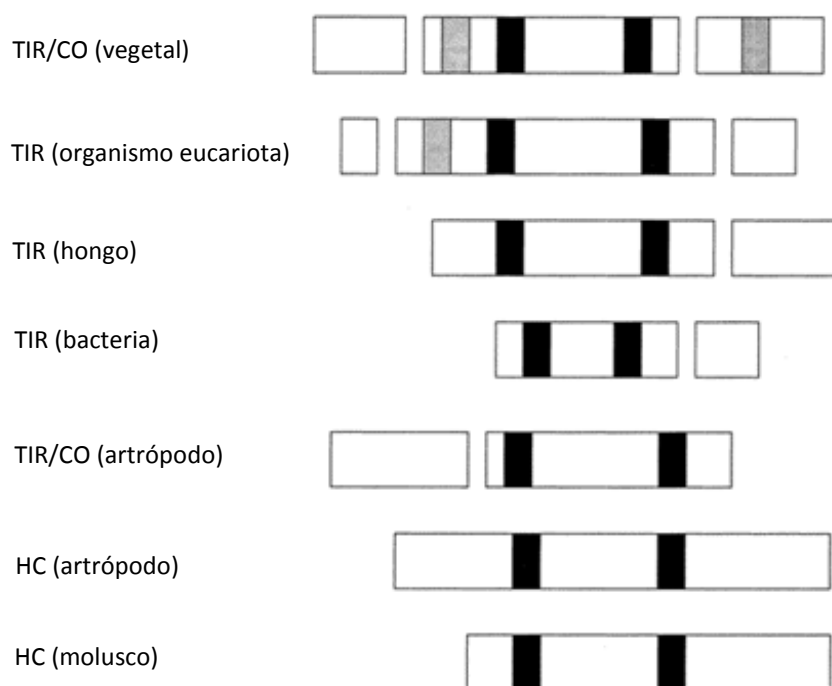 TIR/CO (vegetal)
TIR (organismo eucariota)
TIR (hongo)
TIR (bacteria)
TIR/CO (artrópodo)
HC (artrópodo)
HC (molusco)